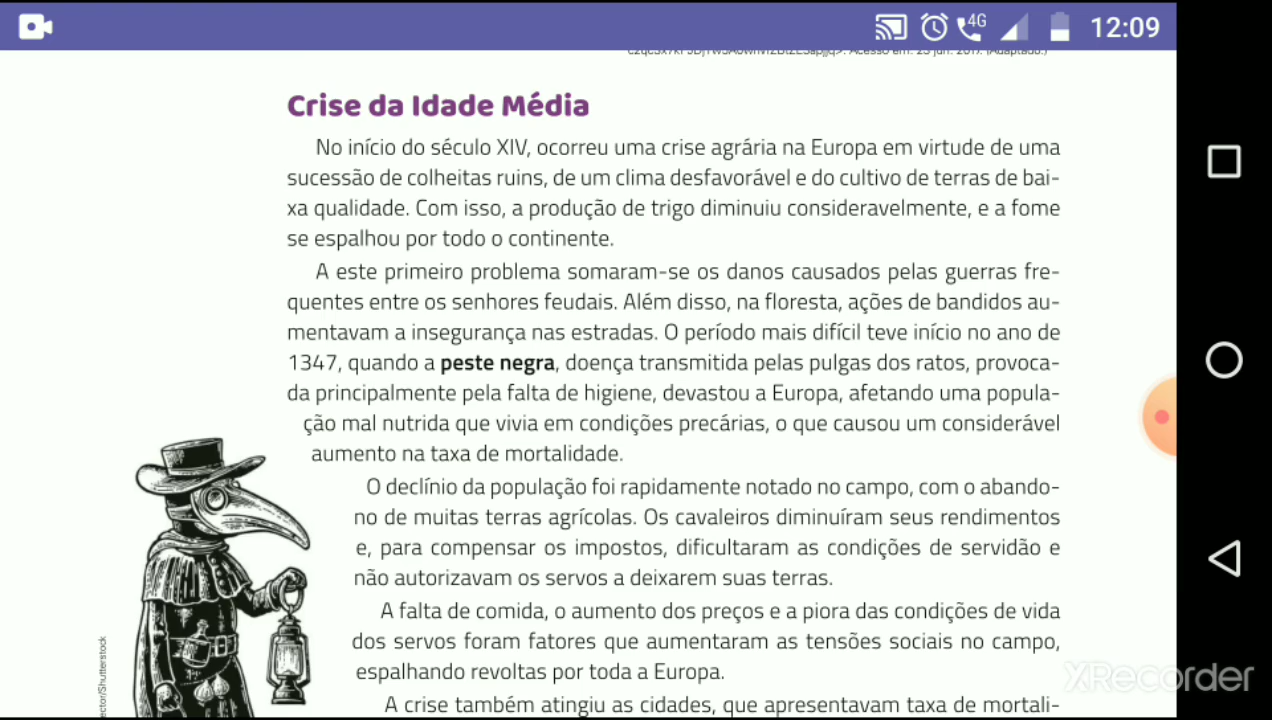 4G 12:09
Acesso em: 23 jun. 2017. (Adaptado.)
Crise da Idade Média
No início do século XIV, ocorreu uma crise agrária na Europa em virtude de uma
sucessão de colheitas ruins, de um clima desfavorável e do cultivo de terras de bai-
xa qualidade. Com isso, a produção de trigo diminuiu consideravelmente, e a fome
se espalhou por todo o continente.
A este primeiro problema somaram-se os danos causados pelas guerras fre-
quentes entre os senhores feudais. Além disso, na floresta, ações de bandidos au-
mentavam a insegurança nas estradas. O período mais difícil teve início no ano de
1347, quando a peste negra, doença transmitida pelas pulgas dos ratos, provoca-
da principalmente pela falta de higiene, devastou a Europa, afetando uma popula-
ção mal nutrida que vivia em condições precárias, o que causou um considerável
aumento na taxa de mortalidade.
O declínio da população foi rapidamente notado no campo, com o abando-
no de muitas terras agrícolas. Os cavaleiros diminuíram seus rendimentos
e, para compensar os impostos, dificultaram as condições de servidão e
não autorizavam os servos a deixarem suas terras.
A falta de comida, o aumento dos preços e a piora das condições de vida
dos servos foram fatores que aumentaram as tensões sociais no campo,
espalhando revoltas por toda a Europa.
A crise também atingiu as cidades, que apresentavam taxa de mortali-
ector/Shutterstock
XRecorder